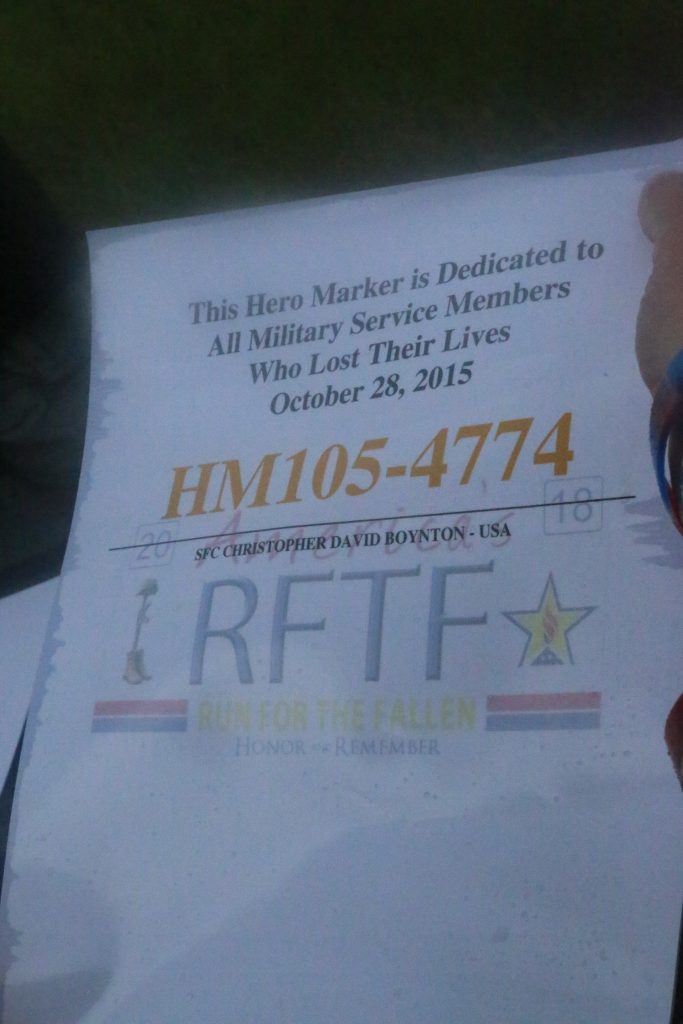 This Hero Marker is Dedicated to
All Military Service Members
Who Lost Their Lives
October 28, 2015
HM105-4774
20 America's 18
SFC CHRISTOPHER DAVID BOYNTON - USA
RFTF
RUN FOR THE FALLEN
HONOR and REMEMBER